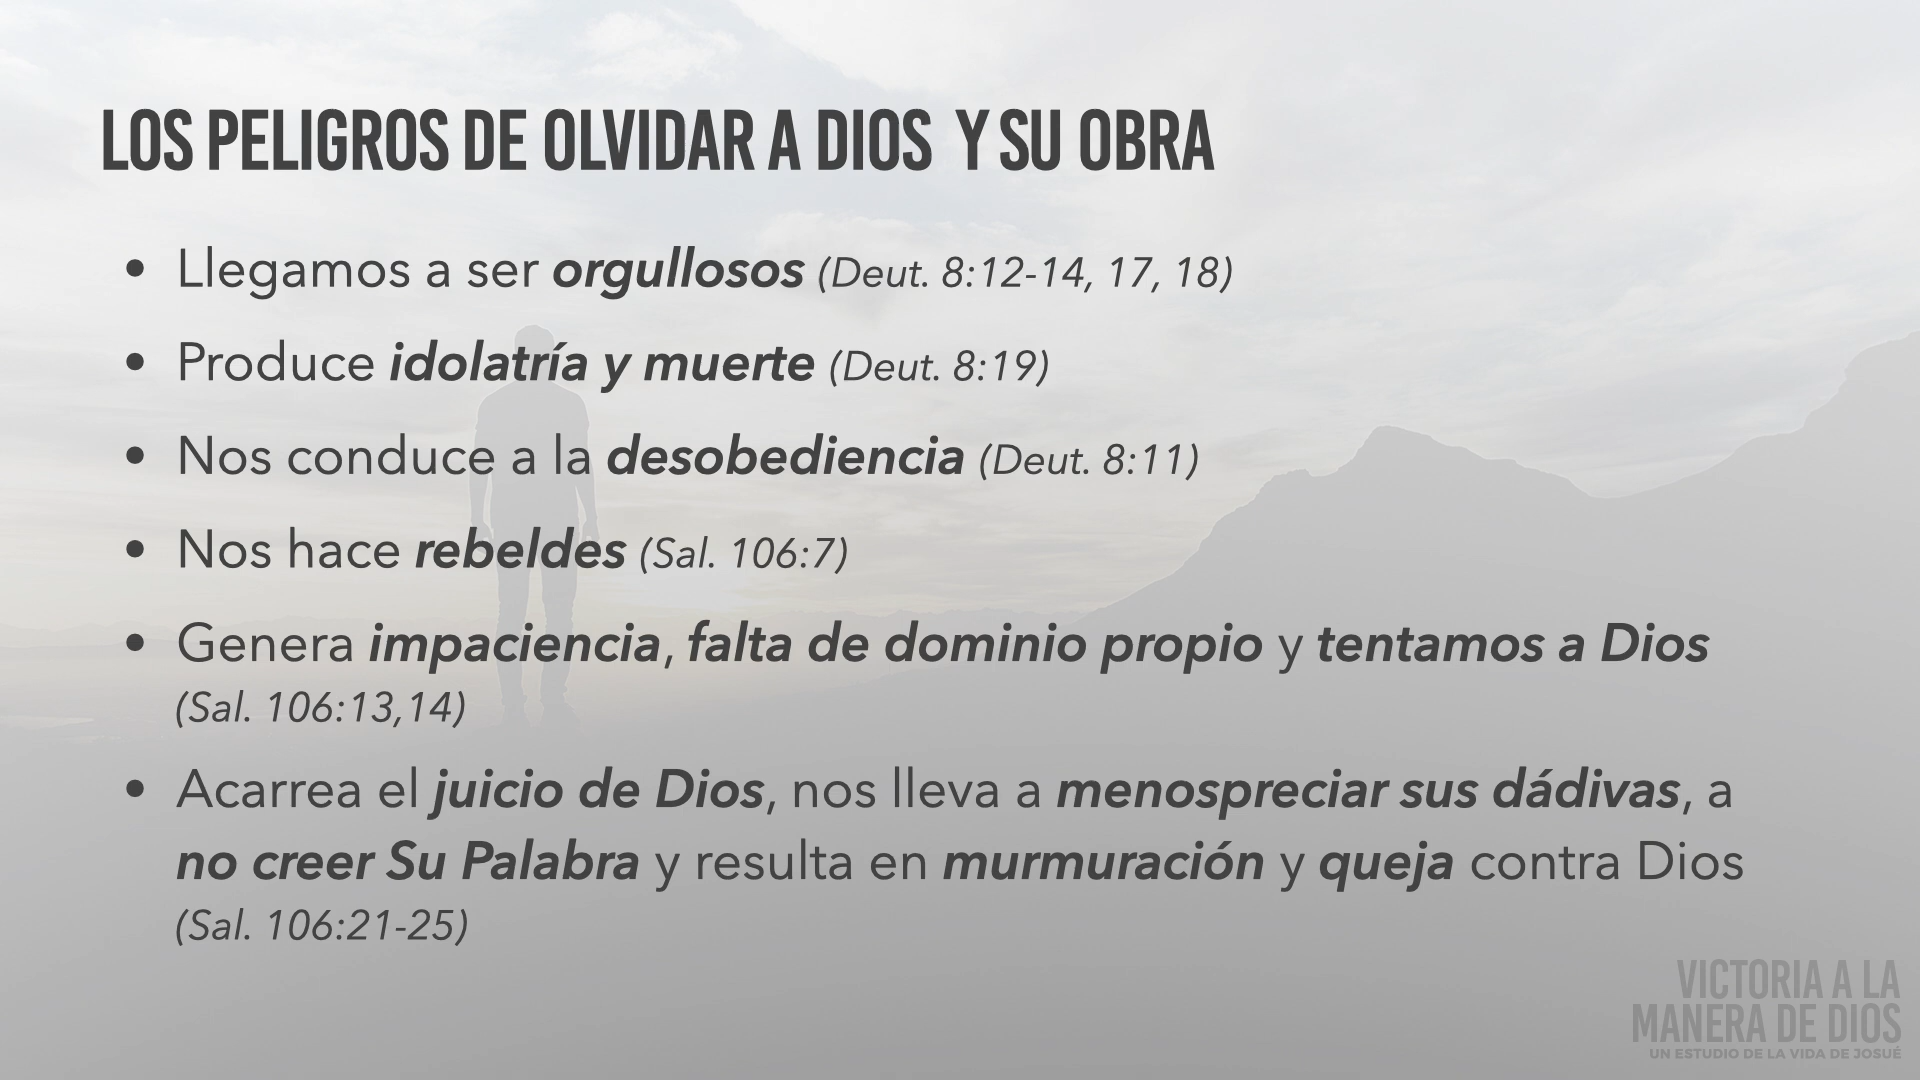 LOS PELIGROS DE OLVIDAR A DIOS Y SU OBRA
• Llegamos a ser orgullosos (Deut. 8:12-14, 17, 18)
• Produce idolatría y muerte (Deut. 8:19)
• Nos conduce a la desobediencia (Deut. 8:11)
• Nos hace rebeldes (Sal. 106:7)
• Genera impaciencia, falta de dominio propio y tentamos a Dios
(Sal. 106:13,14)
• Acarrea el juicio de Dios, nos lleva a menospreciar sus dádivas, a
no creer Su Palabra y resulta en murmuración y queja contra Dios
(Sal. 106:21-25)
VICTORIA A LA
MANERA DE DIOS
UN ESTUDIO DE LA VIDA DE JOSUÉ